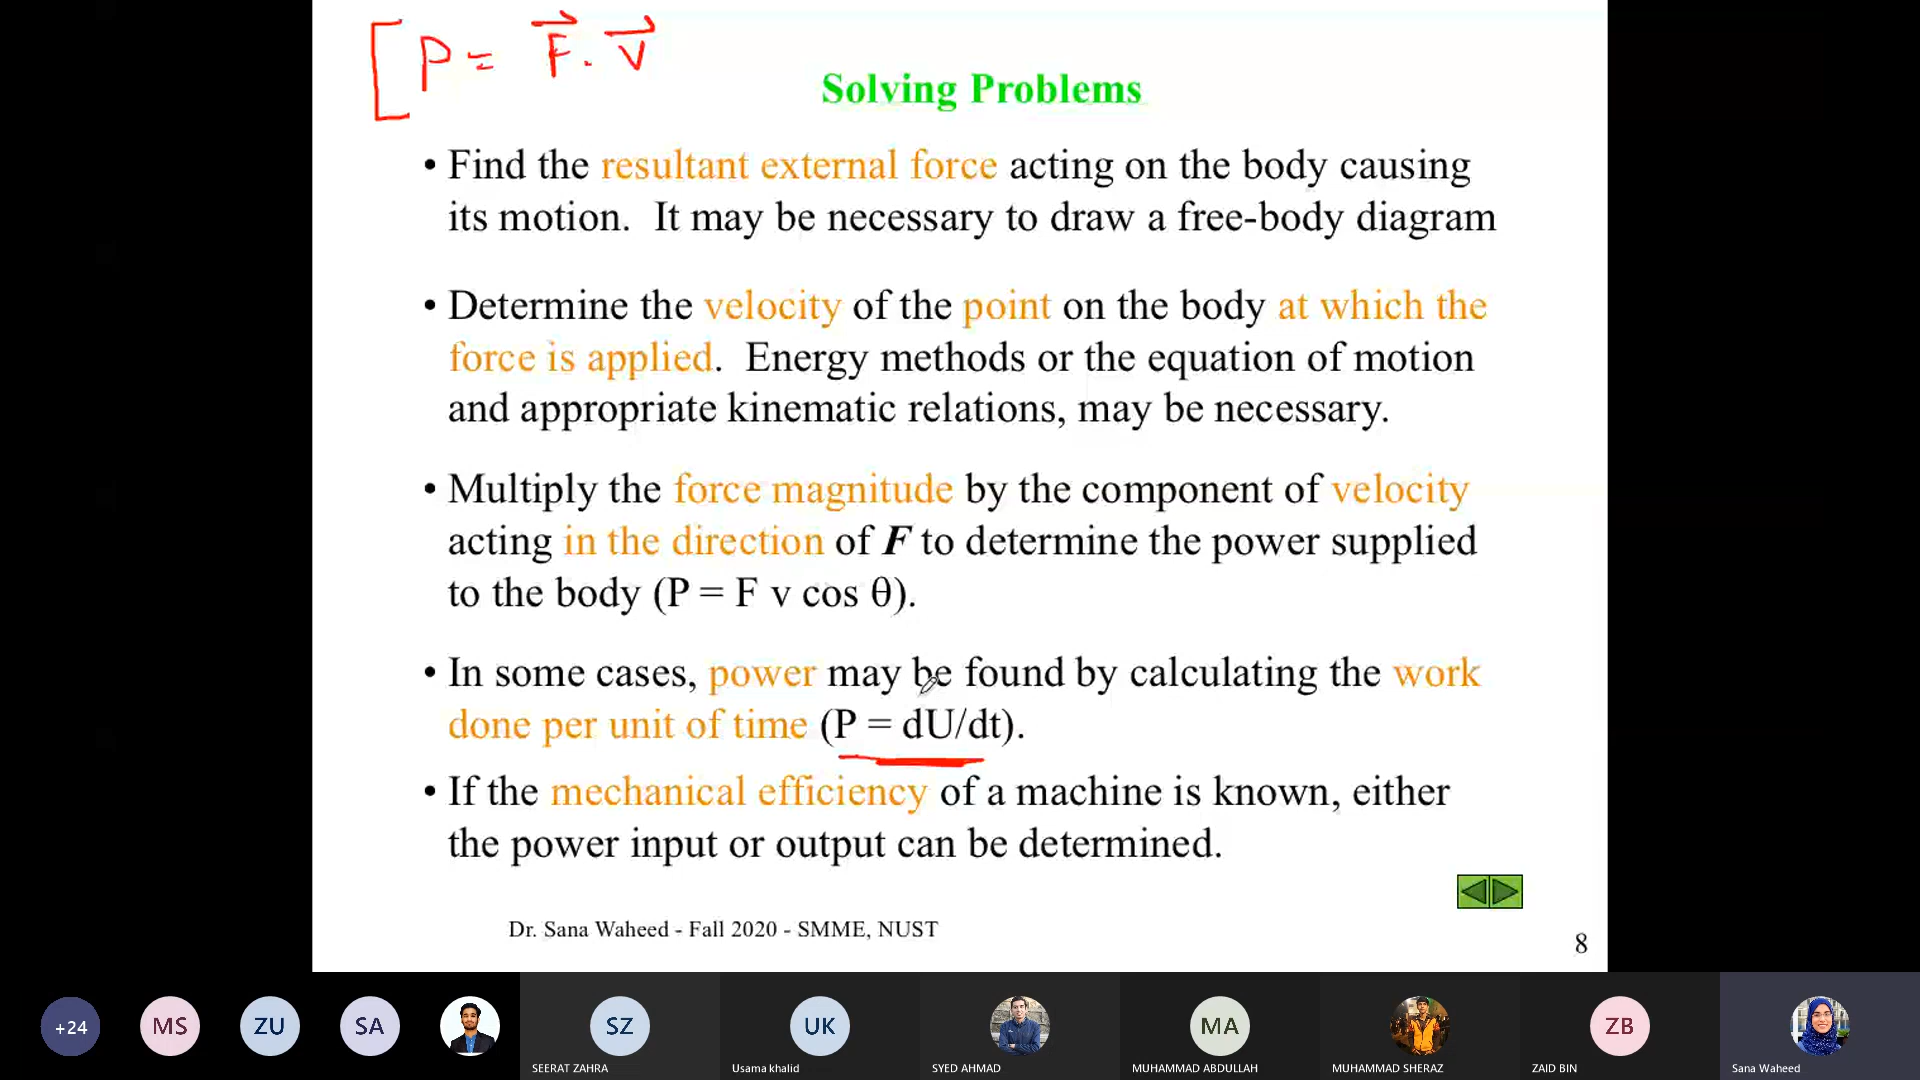 P = F . v
Solving Problems
• Find the resultant external force acting on the body causing
its motion. It may be necessary to draw a free-body diagram
• Determine the velocity of the point on the body at which the
force is applied. Energy methods or the equation of motion
and appropriate kinematic relations, may be necessary.
• Multiply the force magnitude by the component of velocity
acting in the direction of F to determine the power supplied
to the body (P = F v cos θ).
• In some cases, power may be found by calculating the work
done per unit of time (P = dU/dt).
• If the mechanical efficiency of a machine is known, either
the power input or output can be determined.
Dr. Sana Waheed - Fall 2020 - SMME, NUST
8
+24 MS ZU SA SZ UK MA ZB
SEERAT ZAHRA Usama khalid SYED AHMAD MUHAMMAD ABDULLAH MUHAMMAD SHERAZ ZAID BIN Sana Waheed